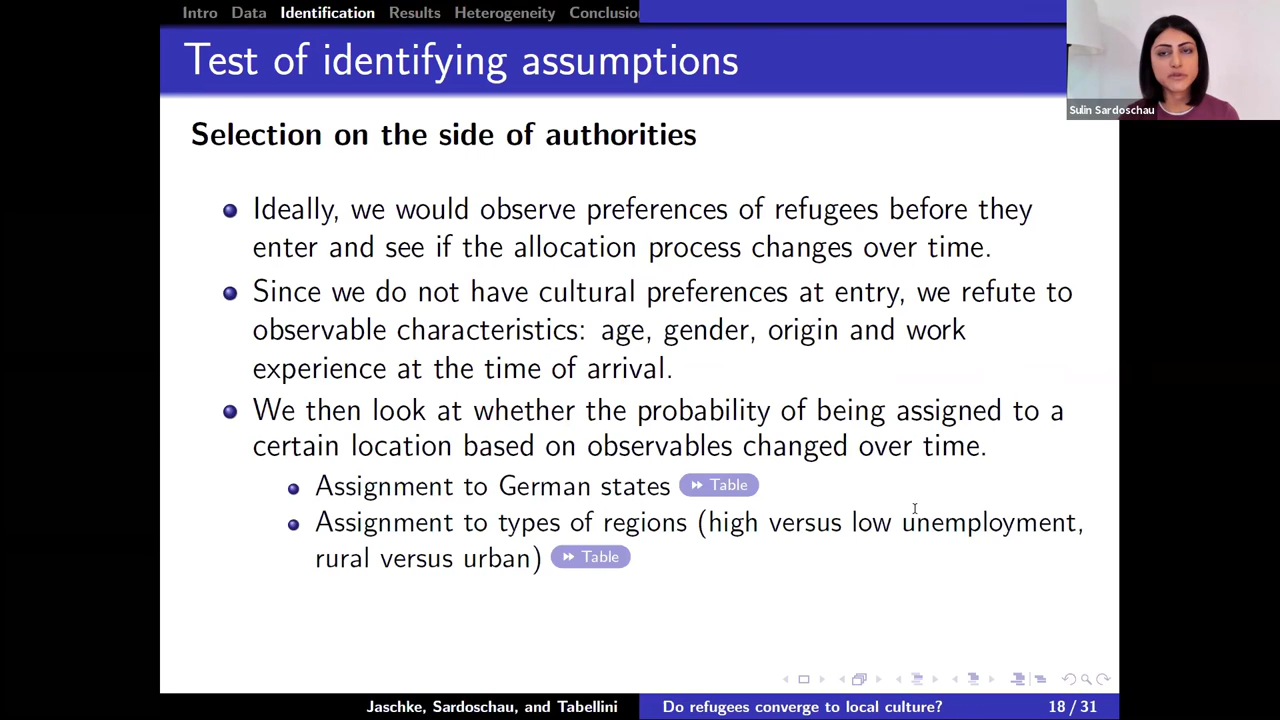 Intro Data Identification Results Heterogeneity Conclusio
Test of identifying assumptions
Sulin Sardoschau
Selection on the side of authorities
Ideally, we would observe preferences of refugees before they
enter and see if the allocation process changes over time.
Since we do not have cultural preferences at entry, we refute to
observable characteristics: age, gender, origin and work
experience at the time of arrival.
We then look at whether the probability of being assigned to a
certain location based on observables changed over time.
Assignment to German states Table
Assignment to types of regions (high versus low unemployment,
rural versus urban) Table
Jaschke, Sardoschau, and Tabellini Do refugees converge to local culture? 18 / 31